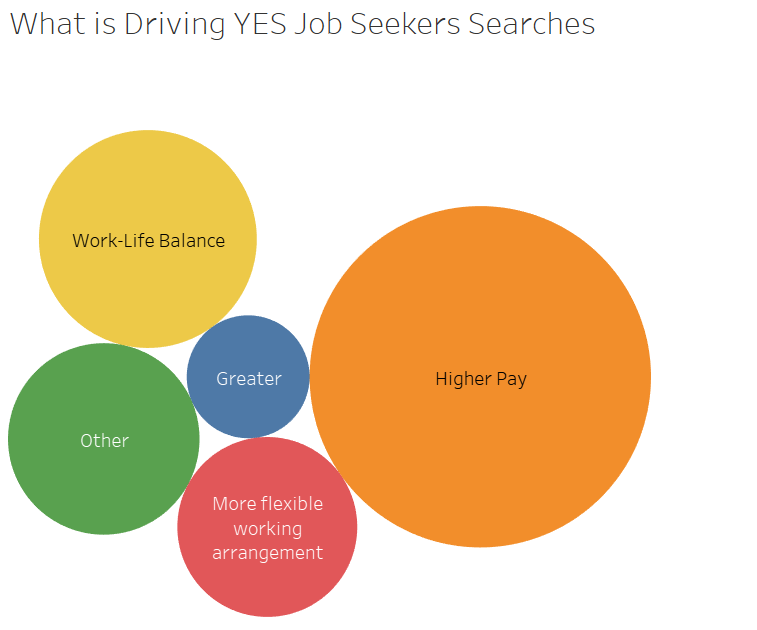 What is Driving YES Job Seekers Searches
Work-Life Balance
Greater
Higher Pay
Other
More flexible
working
arrangement